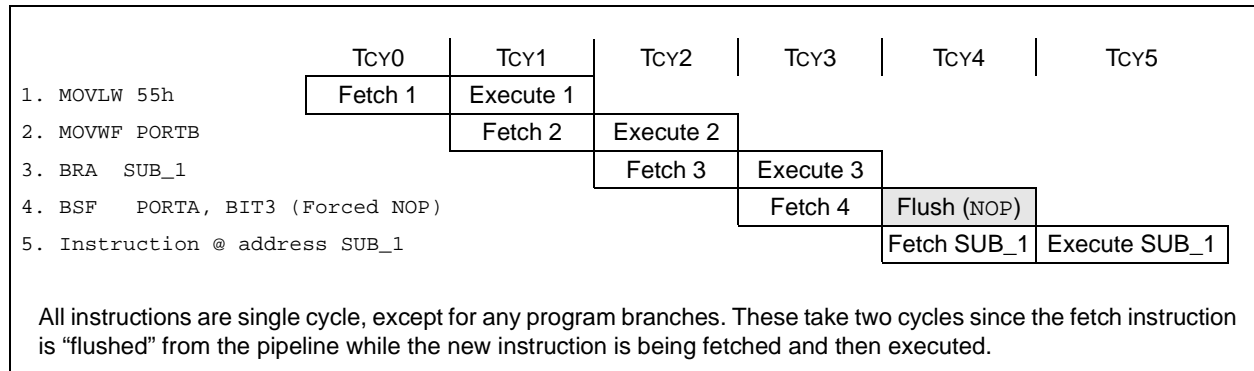 TCY0 TCY1 TCY2 TCY3 TCY4 TCY5
1. MOVLW 55h Fetch 1 Execute 1
2. MOVWF PORTB Fetch 2 Execute 2
3. BRA SUB_1 Fetch 3 Execute 3
4. BSF PORTA, BIT3 (Forced NOP) Fetch 4 Flush (NOP)
5. Instruction @ address SUB_1 Fetch SUB_1 Execute SUB_1
All instructions are single cycle, except for any program branches. These take two cycles since the fetch instruction
is “flushed” from the pipeline while the new instruction is being fetched and then executed.